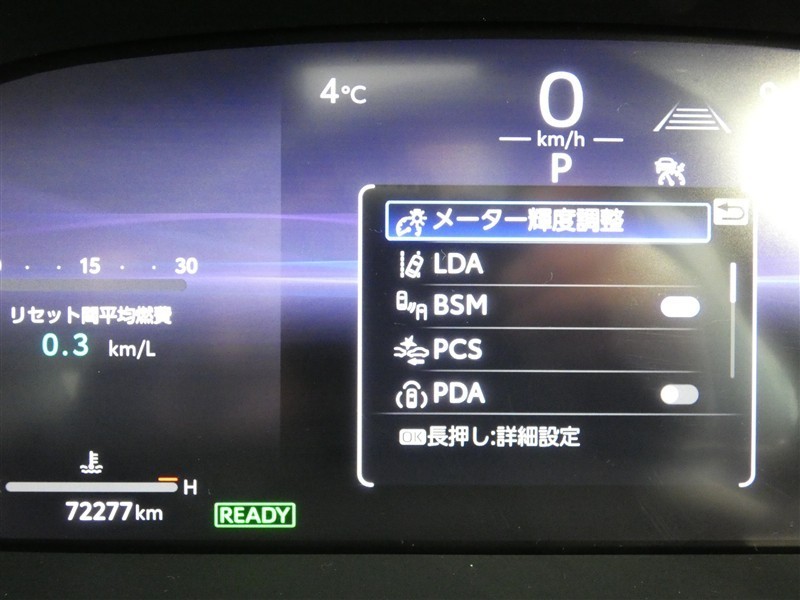 4°C
0
km/h
P
メーター輝度調整
LDA
BSM
PCS
PDA
OK長押し:詳細設定
15 30
リセット間平均燃費
0.3 km/L
H
72277km
READY